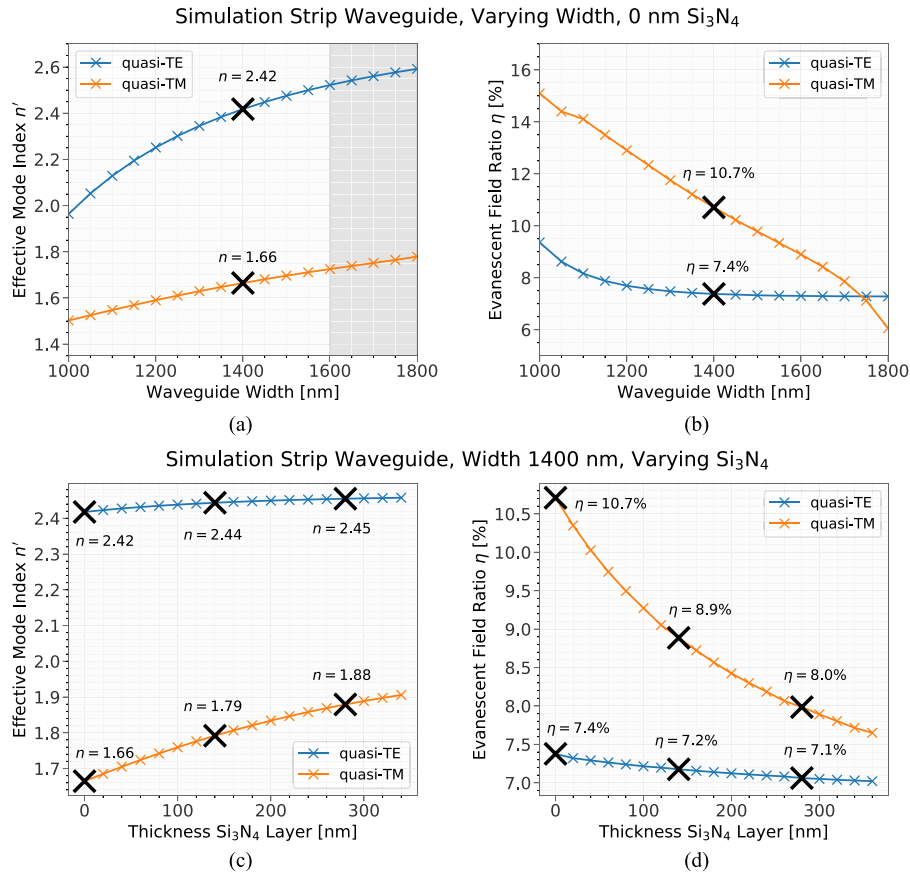 Simulation Strip Waveguide, Varying Width, 0 nm Si₃N₄
Effective Mode Index n′
2.6
2.4
2.2
2.0
1.8
1.6
1.4
quasi-TE
quasi-TM
n = 2.42
n = 1.66
1000 1200 1400 1600 1800
Waveguide Width [nm]
(a)
Evanescent Field Ratio η [%]
16
14
12
10
8
6
quasi-TE
quasi-TM
η = 10.7%
η = 7.4%
1000 1200 1400 1600 1800
Waveguide Width [nm]
(b)
Simulation Strip Waveguide, Width 1400 nm, Varying Si₃N₄
Effective Mode Index n′
2.4
2.3
2.2
2.1
2.0
1.9
1.8
1.7
n = 2.42
n = 2.44
n = 2.45
n = 1.88
n = 1.79
n = 1.66
quasi-TE
quasi-TM
0 100 200 300
Thickness Si₃N₄ Layer [nm]
(c)
Evanescent Field Ratio η [%]
10.5
10.0
9.5
9.0
8.5
8.0
7.5
7.0
quasi-TE
quasi-TM
η = 10.7%
η = 8.9%
η = 8.0%
η = 7.4%
η = 7.2%
η = 7.1%
0 100 200 300
Thickness Si₃N₄ Layer [nm]
(d)